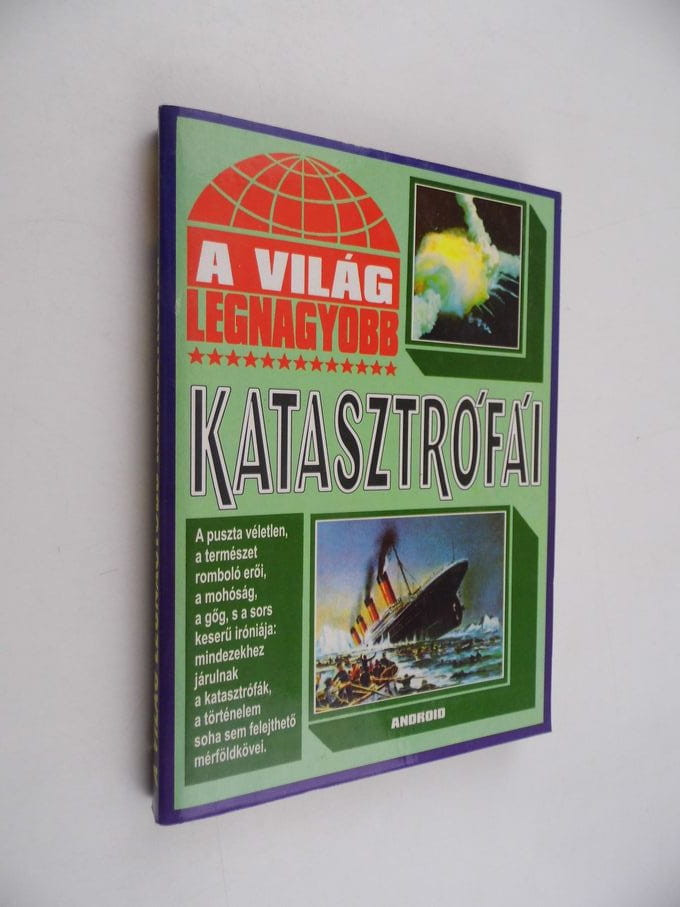 A VILÁG
LEGNAGYOBB
KATASZTRÓFÁI
A puszta véletlen,
a természet
romboló erői,
a mohóság,
a gőg, s a sors
keserű iróniája:
mindezekhez
járulnak
a katasztrófák,
a történelem
soha sem felejthető
mérföldkövei.
ANDROID